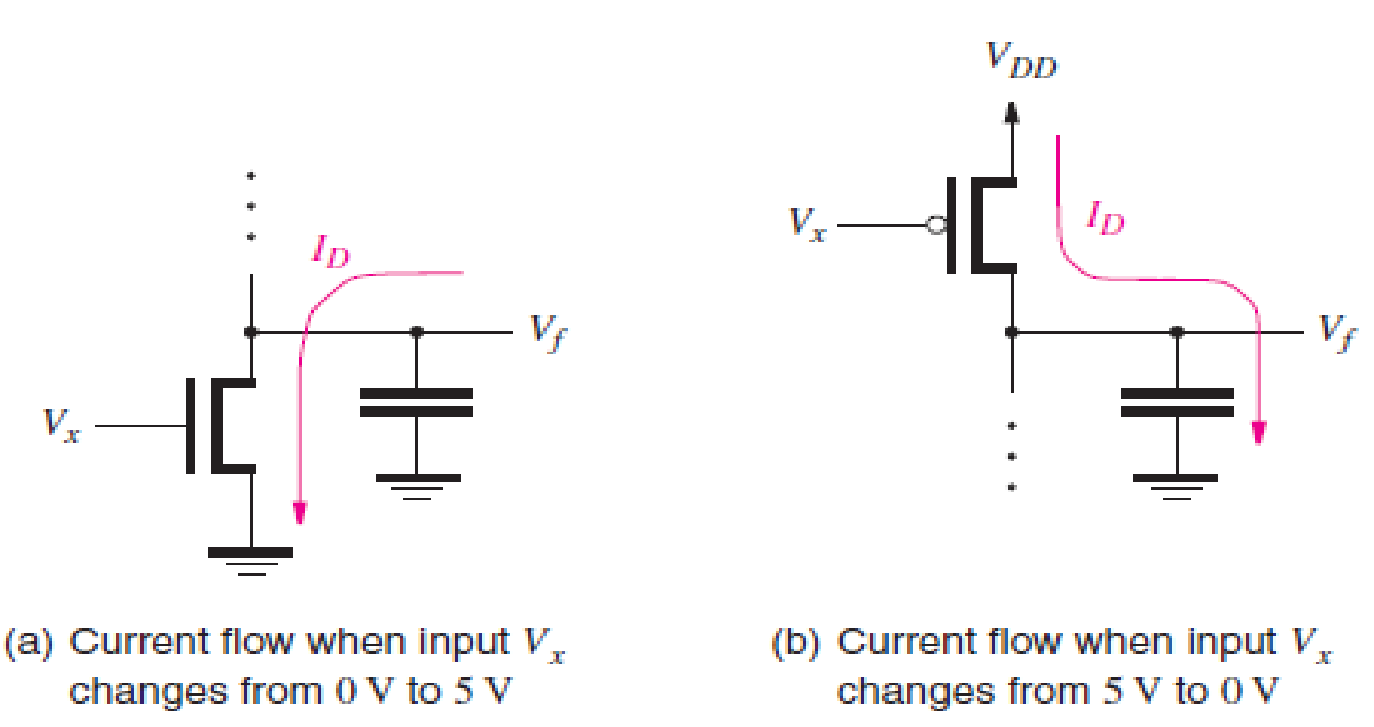 V_DD
V_x
I_D
V_f
I_D
V_f
V_x
(a) Current flow when input V_x
changes from 0 V to 5 V
(b) Current flow when input V_x
changes from 5 V to 0 V